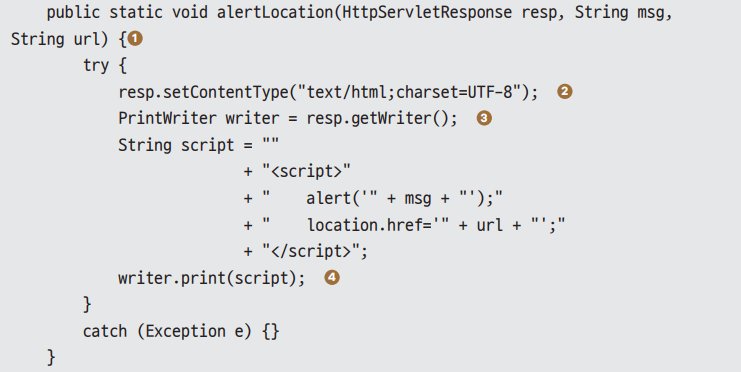 public static void alertLocation(HttpServletResponse resp, String msg,
String url) {❶
try {
resp.setContentType("text/html;charset=UTF-8"); ❷
PrintWriter writer = resp.getWriter(); ❸
String script = ""
+ "<script>"
+ "    alert('" + msg + "');"
+ "    location.href='" + url + "';"
+ "</script>";
writer.print(script); ❹
}
catch (Exception e) {}
}